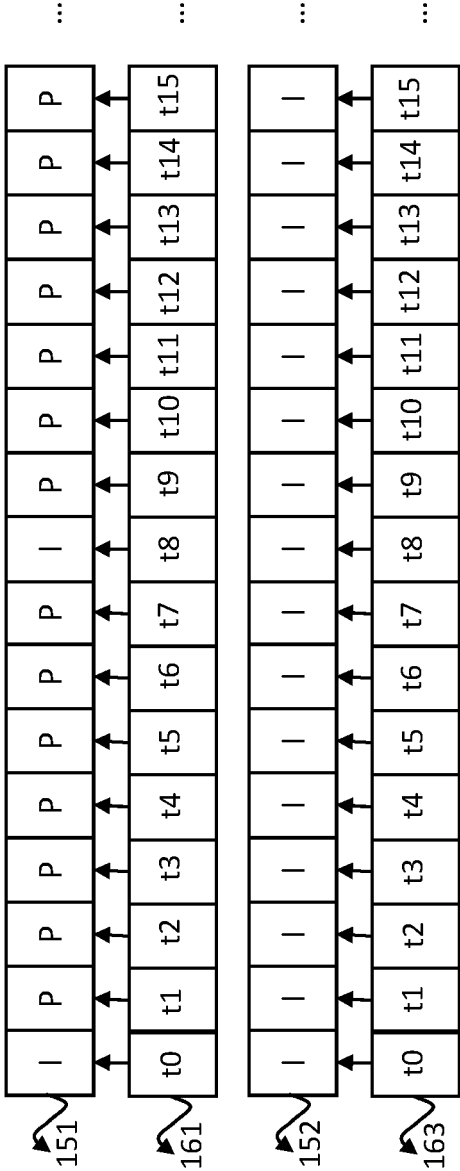 151 I P P P P P P P I P P P P P P P ...
161 t0 t1 t2 t3 t4 t5 t6 t7 t8 t9 t10 t11 t12 t13 t14 t15 ...
152 I I I I I I I I I I I I I I I I ...
163 t0 t1 t2 t3 t4 t5 t6 t7 t8 t9 t10 t11 t12 t13 t14 t15 ...